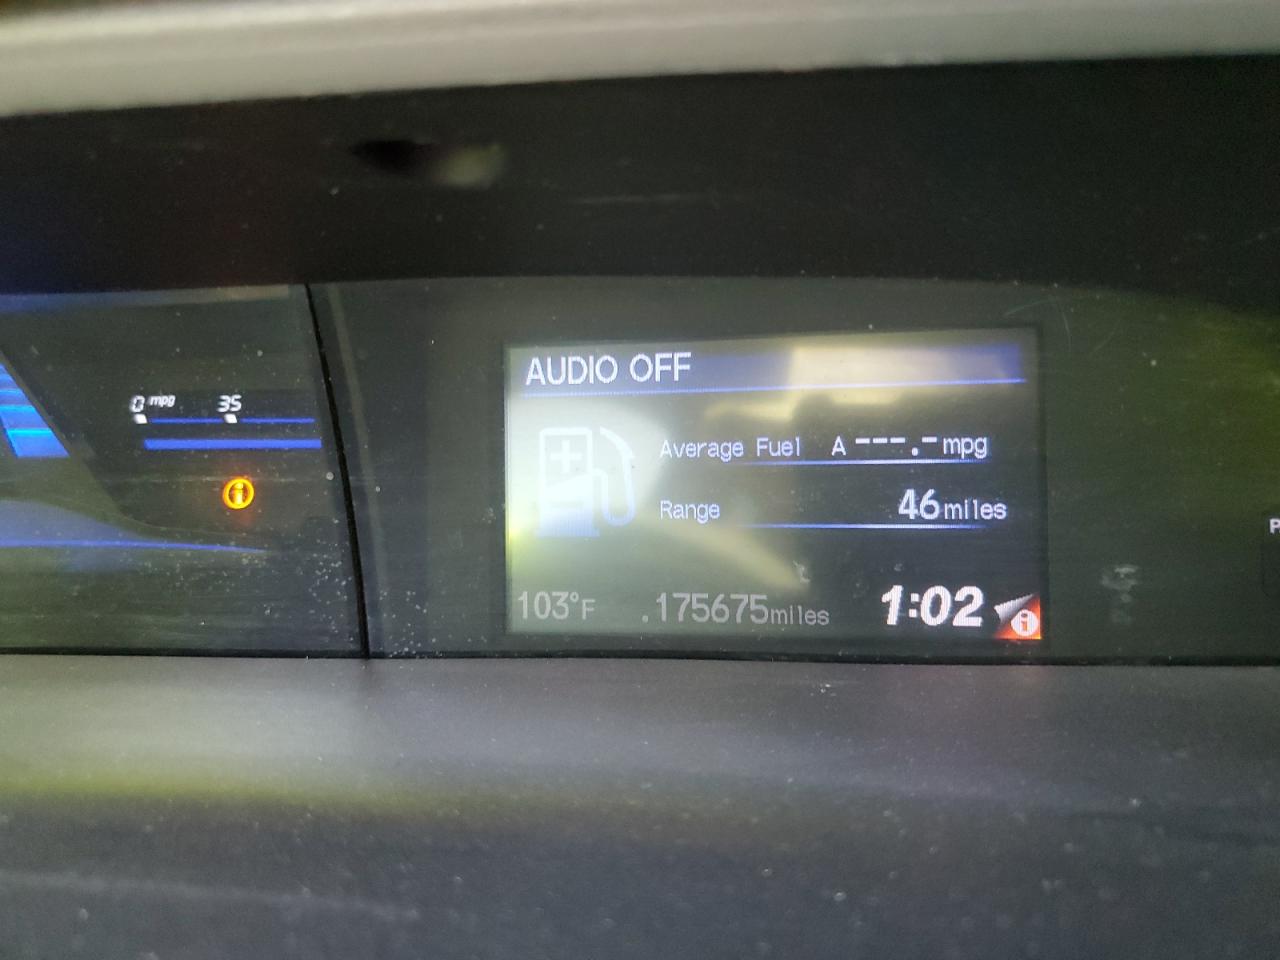 0 mpg 35
AUDIO OFF
Average Fuel A ---.- mpg
Range 46 miles
103°F .175675 miles 1:02
P